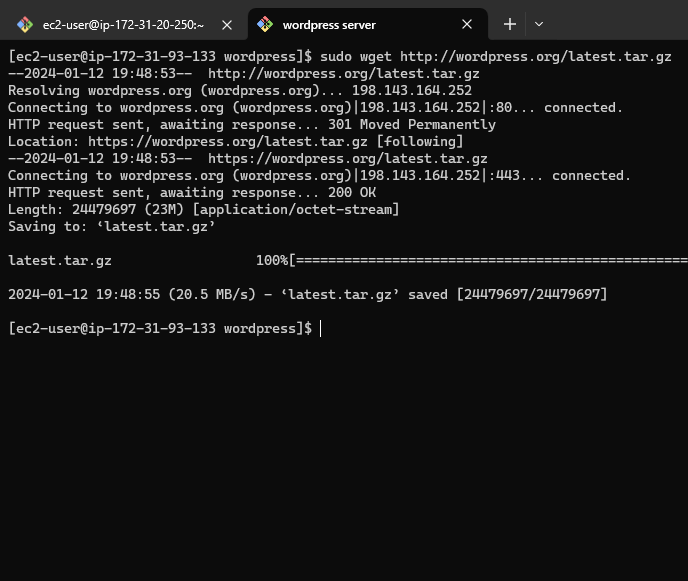 ec2-user@ip-172-31-20-250:~
wordpress server
[ec2-user@ip-172-31-93-133 wordpress]$ sudo wget http://wordpress.org/latest.tar.gz
--2024-01-12 19:48:53-- http://wordpress.org/latest.tar.gz
Resolving wordpress.org (wordpress.org)... 198.143.164.252
Connecting to wordpress.org (wordpress.org)|198.143.164.252|:80... connected.
HTTP request sent, awaiting response... 301 Moved Permanently
Location: https://wordpress.org/latest.tar.gz [following]
--2024-01-12 19:48:53-- https://wordpress.org/latest.tar.gz
Connecting to wordpress.org (wordpress.org)|198.143.164.252|:443... connected.
HTTP request sent, awaiting response... 200 OK
Length: 24479697 (23M) [application/octet-stream]
Saving to: ‘latest.tar.gz’
latest.tar.gz 100%[=================================================
2024-01-12 19:48:55 (20.5 MB/s) - ‘latest.tar.gz’ saved [24479697/24479697]
[ec2-user@ip-172-31-93-133 wordpress]$